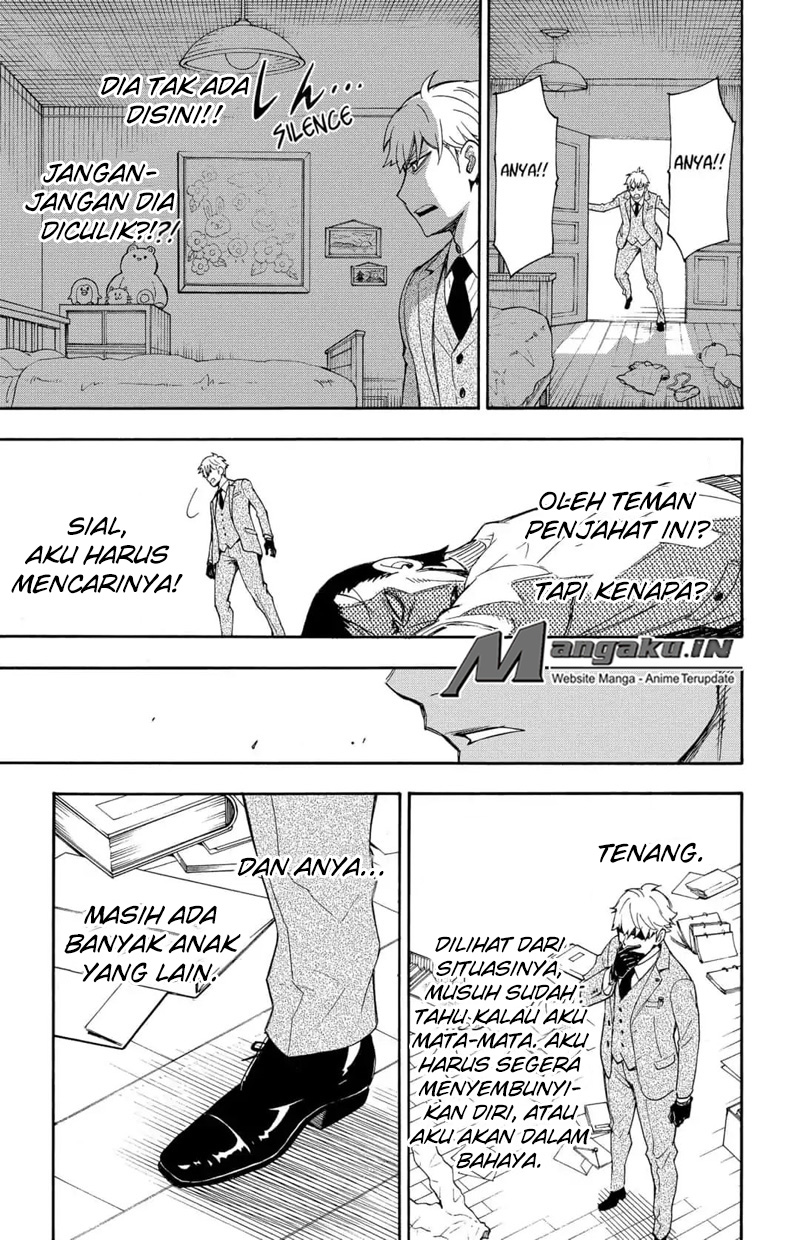 ANYA!!
ANYA!!
しん...
SILENCE
DIA TAK ADA
DISINI!!
JANGAN-
JANGAN DIA
DICULIK?!?!
OLEH TEMAN
PENJAHAT INI?
TAPI KENAPA?
SIAL,
AKU HARUS
MENCARINYA!
Mangaku.IN
Website Manga - Anime Terupdate
TENANG.
DILIHAT DARI
SITUASINYA,
MUSUH SUDAH
TAHU KALAU AKU
MATA-MATA. AKU
HARUS SEGERA
MENYEMBUNYI-
KAN DIRI, ATAU
AKU AKAN DALAM
BAHAYA.
DAN ANYA...
MASIH ADA
BANYAK ANAK
YANG LAIN.